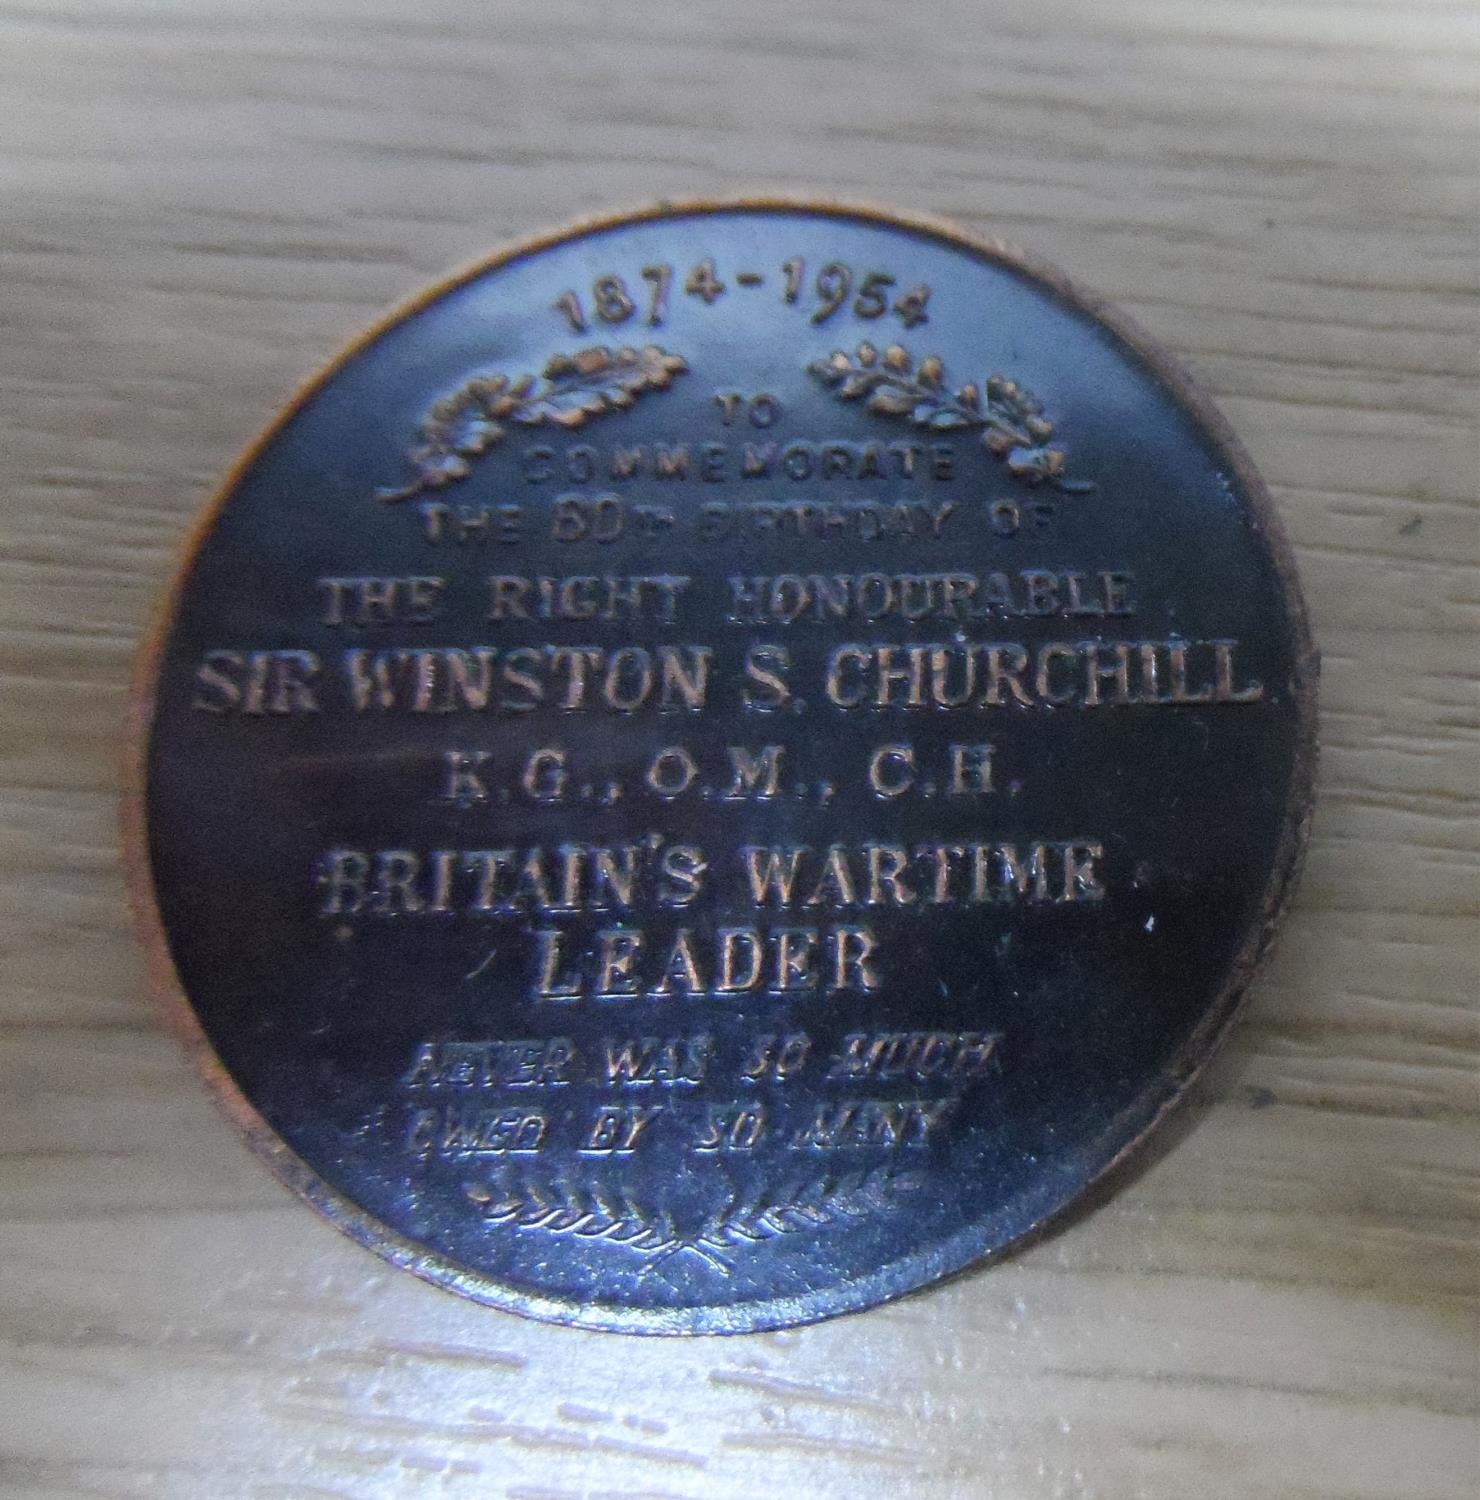 1874-1954
TO
COMMEMORATE
THE 80TH BIRTHDAY OF
THE RIGHT HONOURABLE
SIR WINSTON S. CHURCHILL
K.G., O.M., C.H.
BRITAIN'S WARTIME
LEADER
NEVER WAS SO MUCH
OWED BY SO MANY